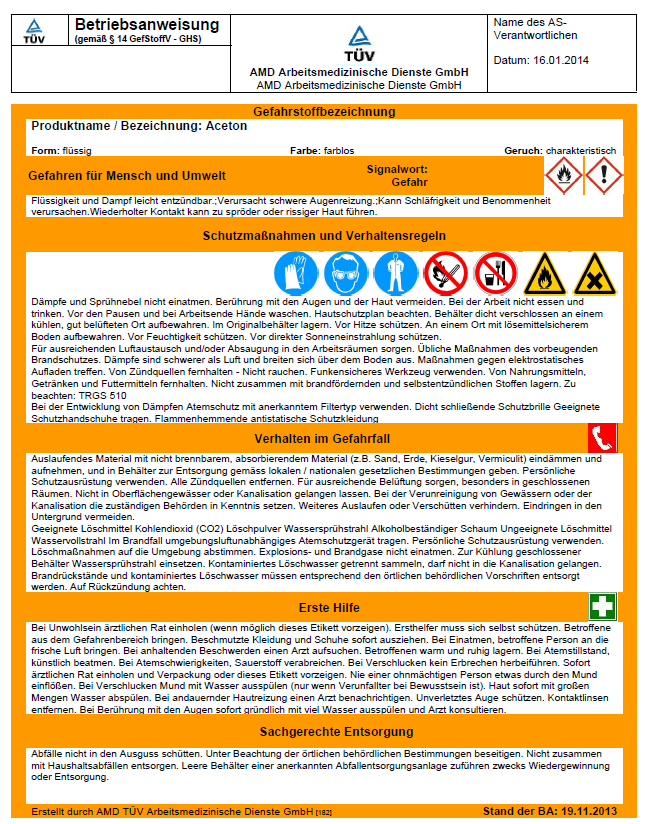 TÜV
Betriebsanweisung
(gemäß § 14 GefStoffV - GHS)
TÜV
AMD Arbeitsmedizinische Dienste GmbH
AMD Arbeitsmedizinische Dienste GmbH
Name des AS-
Verantwortlichen
Datum: 16.01.2014
Gefahrstoffbezeichnung
Produktname / Bezeichnung: Aceton
Form: flüssig Farbe: farblos Geruch: charakteristisch
Gefahren für Mensch und Umwelt
Signalwort:
Gefahr
Flüssigkeit und Dampf leicht entzündbar.;Verursacht schwere Augenreizung.;Kann Schläfrigkeit und Benommenheit
verursachen.Wiederholter Kontakt kann zu spröder oder rissiger Haut führen.
Schutzmaßnahmen und Verhaltensregeln
Dämpfe und Sprühnebel nicht einatmen. Berührung mit den Augen und der Haut vermeiden. Bei der Arbeit nicht essen und
trinken. Vor den Pausen und bei Arbeitsende Hände waschen. Hautschutzplan beachten. Behälter dicht verschlossen an einem
kühlen, gut belüfteten Ort aufbewahren. Im Originalbehälter lagern. Vor Hitze schützen. An einem Ort mit lösemittelsicherem
Boden aufbewahren. Vor Feuchtigkeit schützen. Vor direkter Sonneneinstrahlung schützen.
Für ausreichenden Luftaustausch und/oder Absaugung in den Arbeitsräumen sorgen. Übliche Maßnahmen des vorbeugenden
Brandschutzes. Dämpfe sind schwerer als Luft und breiten sich über dem Boden aus. Maßnahmen gegen elektrostatisches
Aufladen treffen. Von Zündquellen fernhalten - Nicht rauchen. Funkensicheres Werkzeug verwenden. Von Nahrungsmitteln,
Getränken und Futtermitteln fernhalten. Nicht zusammen mit brandfördernden und selbstentzündlichen Stoffen lagern. Zu
beachten: TRGS 510
Bei der Entwicklung von Dämpfen Atemschutz mit anerkanntem Filtertyp verwenden. Dicht schließende Schutzbrille Geeignete
Schutzhandschuhe tragen. Flammenhemmende antistatische Schutzkleidung
Verhalten im Gefahrfall
Auslaufendes Material mit nicht brennbarem, absorbierendem Material (z.B. Sand, Erde, Kieselgur, Vermiculit) eindämmen und
aufnehmen, und in Behälter zur Entsorgung gemäss lokalen / nationalen gesetzlichen Bestimmungen geben. Persönliche
Schutzausrüstung verwenden. Alle Zündquellen entfernen. Für ausreichende Belüftung sorgen, besonders in geschlossenen
Räumen. Nicht in Oberflächengewässer oder Kanalisation gelangen lassen. Bei der Verunreinigung von Gewässern oder der
Kanalisation die zuständigen Behörden in Kenntnis setzen. Weiteres Auslaufen oder Verschütten verhindern. Eindringen in den
Untergrund vermeiden.
Geeignete Löschmittel Kohlendioxid (CO2) Löschpulver Wassersprühstrahl Alkoholbeständiger Schaum Ungeeignete Löschmittel
Wasservollstrahl Im Brandfall umgebungsluftunabhängiges Atemschutzgerät tragen. Persönliche Schutzausrüstung verwenden.
Löschmaßnahmen auf die Umgebung abstimmen. Explosions- und Brandgase nicht einatmen. Zur Kühlung geschlossener
Behälter Wassersprühstrahl einsetzen. Kontaminiertes Löschwasser getrennt sammeln, darf nicht in die Kanalisation gelangen.
Brandrückstände und kontaminiertes Löschwasser müssen entsprechend den örtlichen behördlichen Vorschriften entsorgt
werden. Auf Rückzündung achten.
Erste Hilfe
Bei Unwohlsein ärztlichen Rat einholen (wenn möglich dieses Etikett vorzeigen). Ersthelfer muss sich selbst schützen. Betroffene
aus dem Gefahrenbereich bringen. Beschmutzte Kleidung und Schuhe sofort ausziehen. Bei Einatmen, betroffene Person an die
frische Luft bringen. Bei anhaltenden Beschwerden einen Arzt aufsuchen. Betroffenen warm und ruhig lagern. Bei Atemstillstand,
künstlich beatmen. Bei Atemschwierigkeiten, Sauerstoff verabreichen. Bei Verschlucken kein Erbrechen herbeiführen. Sofort
ärztlichen Rat einholen und Verpackung oder dieses Etikett vorzeigen. Nie einer ohnmächtigen Person etwas durch den Mund
einflößen. Bei Verschlucken Mund mit Wasser ausspülen (nur wenn Verunfallter bei Bewusstsein ist). Haut sofort mit großen
Mengen Wasser abspülen. Bei andauernder Hautreizung einen Arzt benachrichtigen. Unverletztes Auge schützen. Kontaktlinsen
entfernen. Bei Berührung mit den Augen sofort gründlich mit viel Wasser ausspülen und Arzt konsultieren.
Sachgerechte Entsorgung
Abfälle nicht in den Ausguss schütten. Unter Beachtung der örtlichen behördlichen Bestimmungen beseitigen. Nicht zusammen
mit Haushaltsabfällen entsorgen. Leere Behälter einer anerkannten Abfallentsorgungsanlage zuführen zwecks Wiedergewinnung
oder Entsorgung.
Erstellt durch AMD TÜV Arbeitsmedizinische Dienste GmbH [182] Stand der BA: 19.11.2013